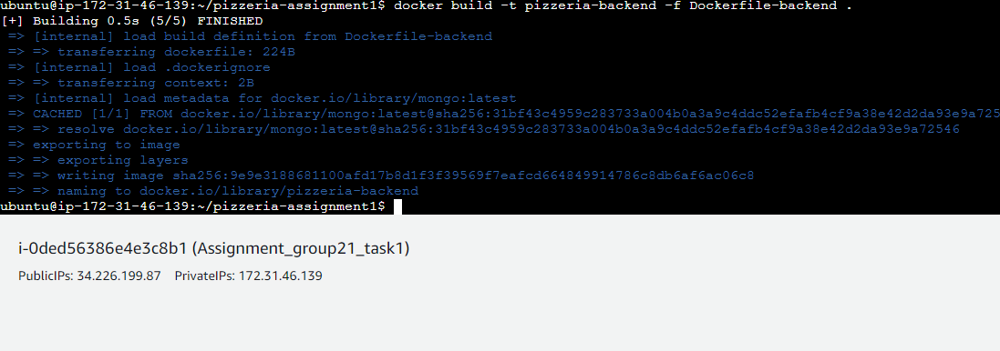 ubuntu@ip-172-31-46-139:~/pizzeria-assignment1$ docker build -t pizzeria-backend -f Dockerfile-backend .
[+] Building 0.5s (5/5) FINISHED
=> [internal] load build definition from Dockerfile-backend
=> => transferring dockerfile: 224B
=> [internal] load .dockerignore
=> => transferring context: 2B
=> [internal] load metadata for docker.io/library/mongo:latest
=> CACHED [1/1] FROM docker.io/library/mongo:latest@sha256:31bf43c4959c283733a004b0a3a9c4ddc52efafb4cf9a38e42d2da93e9a725
=> => resolve docker.io/library/mongo:latest@sha256:31bf43c4959c283733a004b0a3a9c4ddc52efafb4cf9a38e42d2da93e9a72546
=> exporting to image
=> => exporting layers
=> => writing image sha256:9e9e3188681100afd17b8d1f3f39569f7eafcd664849914786c8db6af6ac06c8
=> => naming to docker.io/library/pizzeria-backend
ubuntu@ip-172-31-46-139:~/pizzeria-assignment1$
i-0ded56386e4e3c8b1 (Assignment_group21_task1)
PublicIPs: 34.226.199.87 PrivateIPs: 172.31.46.139